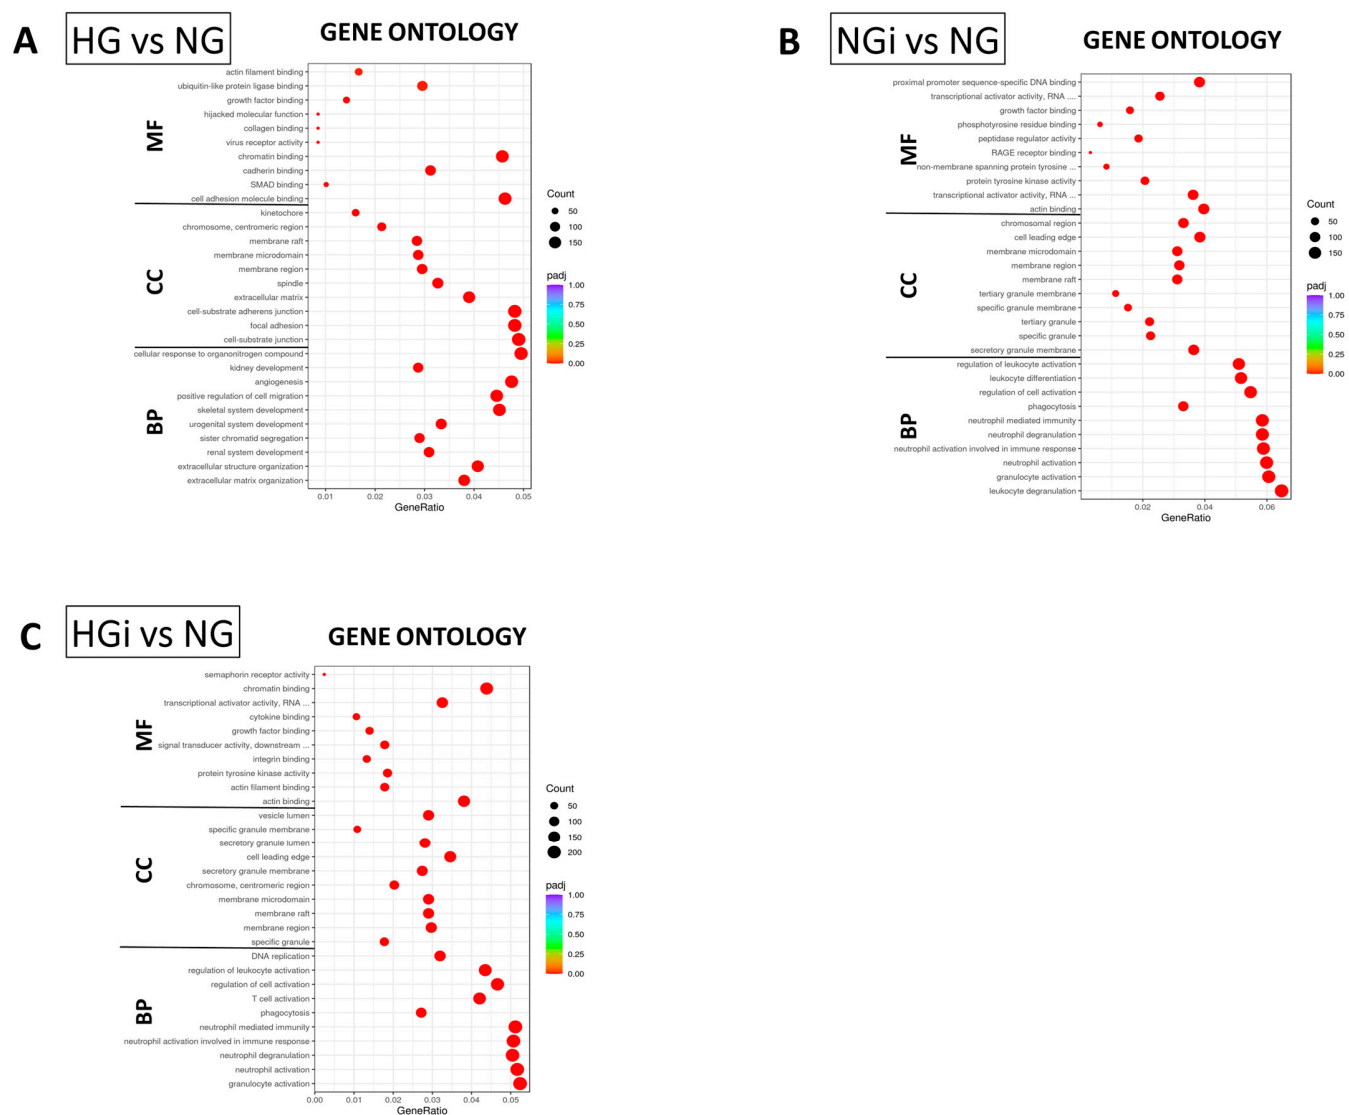 A
HG vs NG
GENE ONTOLOGY
MF
actin filament binding
ubiquitin-like protein ligase binding
growth factor binding
hijacked molecular function
collagen binding
virus receptor activity
chromatin binding
cadherin binding
SMAD binding
cell adhesion molecule binding
CC
kinetochore
chromosome, centromeric region
membrane raft
membrane microdomain
membrane region
spindle
extracellular matrix
cell-substrate adherens junction
focal adhesion
cell-substrate junction
BP
cellular response to organonitrogen compound
kidney development
angiogenesis
positive regulation of cell migration
skeletal system development
urogenital system development
sister chromatid segregation
renal system development
extracellular structure organization
extracellular matrix organization
0.01 0.02 0.03 0.04 0.05
GeneRatio
Count
50
100
150
padj
1.00
0.75
0.50
0.25
0.00
B
NGi vs NG
GENE ONTOLOGY
MF
proximal promoter sequence-specific DNA binding
transcriptional activator activity, RNA ....
growth factor binding
phosphotyrosine residue binding
peptidase regulator activity
RAGE receptor binding
non-membrane spanning protein tyrosine ...
protein tyrosine kinase activity
transcriptional activator activity, RNA ...
actin binding
CC
chromosomal region
cell leading edge
membrane microdomain
membrane region
membrane raft
tertiary granule membrane
specific granule membrane
tertiary granule
specific granule
secretory granule membrane
BP
regulation of leukocyte activation
leukocyte differentiation
regulation of cell activation
phagocytosis
neutrophil mediated immunity
neutrophil degranulation
neutrophil activation involved in immune response
neutrophil activation
granulocyte activation
leukocyte degranulation
0.02 0.04 0.06
GeneRatio
Count
50
100
150
padj
1.00
0.75
0.50
0.25
0.00
C
HGi vs NG
GENE ONTOLOGY
MF
semaphorin receptor activity
chromatin binding
transcriptional activator activity, RNA ...
cytokine binding
growth factor binding
signal transducer activity, downstream ...
integrin binding
protein tyrosine kinase activity
actin filament binding
actin binding
CC
vesicle lumen
specific granule membrane
secretory granule lumen
cell leading edge
secretory granule membrane
chromosome, centromeric region
membrane microdomain
membrane raft
membrane region
specific granule
BP
DNA replication
regulation of leukocyte activation
regulation of cell activation
T cell activation
phagocytosis
neutrophil mediated immunity
neutrophil activation involved in immune response
neutrophil degranulation
neutrophil activation
granulocyte activation
0.00 0.01 0.02 0.03 0.04 0.05
GeneRatio
Count
50
100
150
200
padj
1.00
0.75
0.50
0.25
0.00